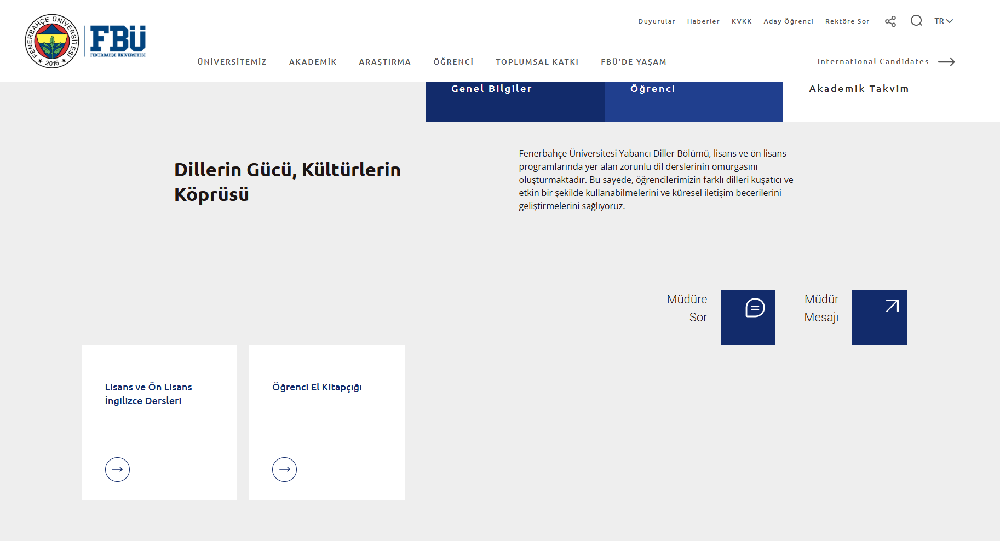 FENERBAHÇE ÜNİVERSİTESİ
2016
FBÜ
FENERBAHÇE ÜNİVERSİTESİ
Duyurular Haberler KVKK Aday Öğrenci Rektöre Sor TR
ÜNİVERSİTEMİZ AKADEMİK ARAŞTIRMA ÖĞRENCİ TOPLUMSAL KATKI FBÜ'DE YAŞAM International Candidates
Genel Bilgiler Öğrenci Akademik Takvim
Dillerin Gücü, Kültürlerin
Köprüsü
Fenerbahçe Üniversitesi Yabancı Diller Bölümü, lisans ve ön lisans
programlarında yer alan zorunlu dil derslerinin omurgasını
oluşturmaktadır. Bu sayede, öğrencilerimizin farklı dilleri kuşatıcı ve
etkin bir şekilde kullanabilmelerini ve küresel iletişim becerilerini
geliştirmelerini sağlıyoruz.
Müdüre
Sor
Müdür
Mesajı
Lisans ve Ön Lisans
İngilizce Dersleri
Öğrenci El Kitapçığı